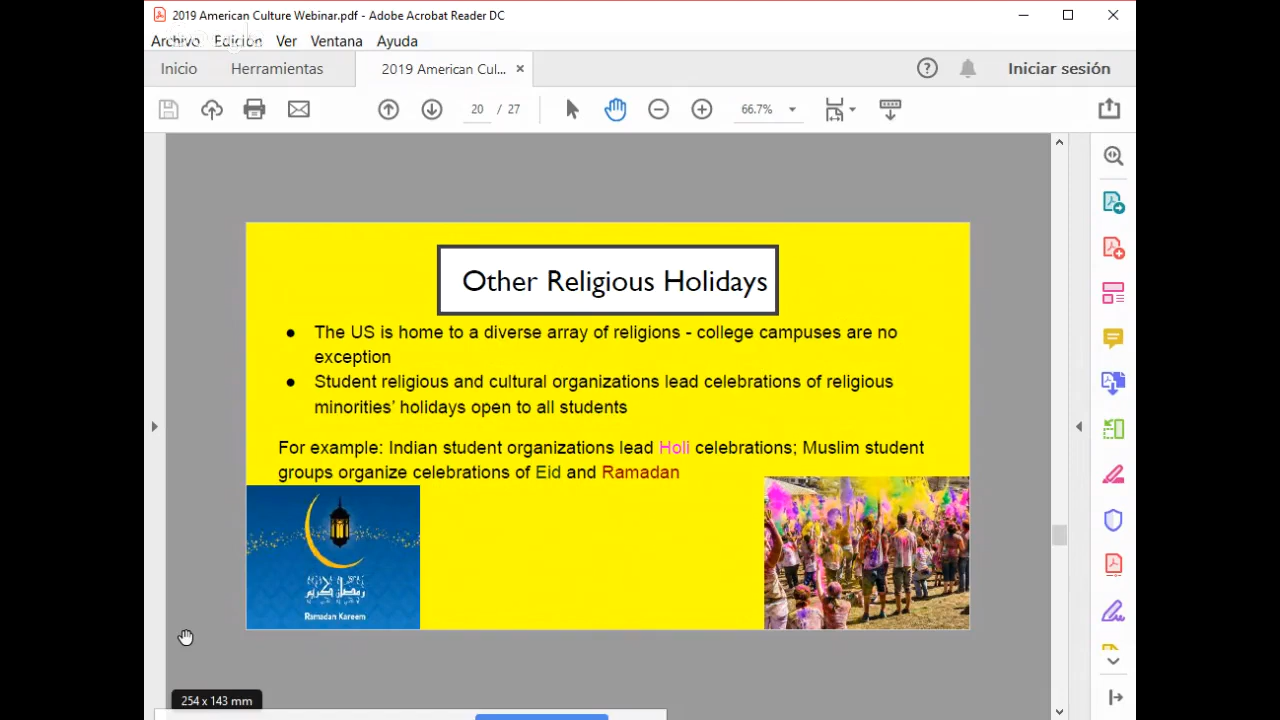 2019 American Culture Webinar.pdf - Adobe Acrobat Reader DC
Archivo Edición Ver Ventana Ayuda
Inicio Herramientas 2019 American Cul... × Iniciar sesión
20 / 27 66.7%
Other Religious Holidays
● The US is home to a diverse array of religions - college campuses are no
exception
● Student religious and cultural organizations lead celebrations of religious
minorities’ holidays open to all students
For example: Indian student organizations lead Holi celebrations; Muslim student
groups organize celebrations of Eid and Ramadan
رمضان كريم
Ramadan Kareem
254 x 143 mm